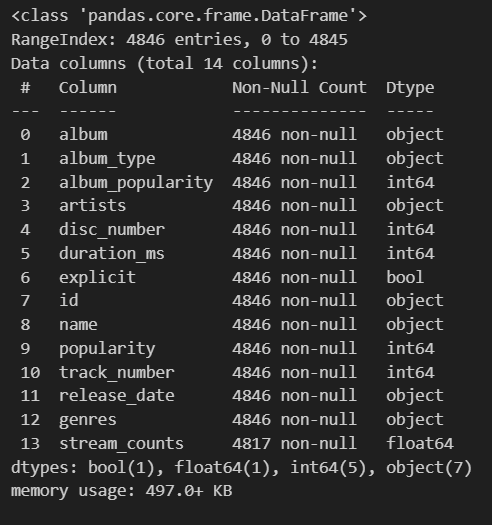 <class 'pandas.core.frame.DataFrame'>
RangeIndex: 4846 entries, 0 to 4845
Data columns (total 14 columns):
 #   Column            Non-Null Count  Dtype
---  ------            --------------  -----
 0   album             4846 non-null   object
 1   album_type        4846 non-null   object
 2   album_popularity  4846 non-null   int64
 3   artists           4846 non-null   object
 4   disc_number       4846 non-null   int64
 5   duration_ms       4846 non-null   int64
 6   explicit          4846 non-null   bool
 7   id                4846 non-null   object
 8   name              4846 non-null   object
 9   popularity        4846 non-null   int64
 10  track_number      4846 non-null   int64
 11  release_date      4846 non-null   object
 12  genres            4846 non-null   object
 13  stream_counts     4817 non-null   float64
dtypes: bool(1), float64(1), int64(5), object(7)
memory usage: 497.0+ KB